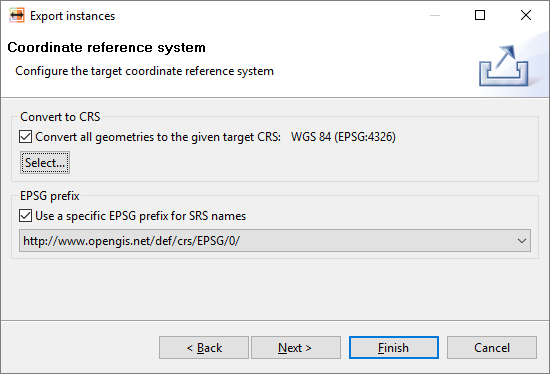 Export instances
Coordinate reference system
Configure the target coordinate reference system
Convert to CRS
Convert all geometries to the given target CRS: WGS 84 (EPSG:4326)
Select...
EPSG prefix
Use a specific EPSG prefix for SRS names
http://www.opengis.net/def/crs/EPSG/0/
< Back Next > Finish Cancel